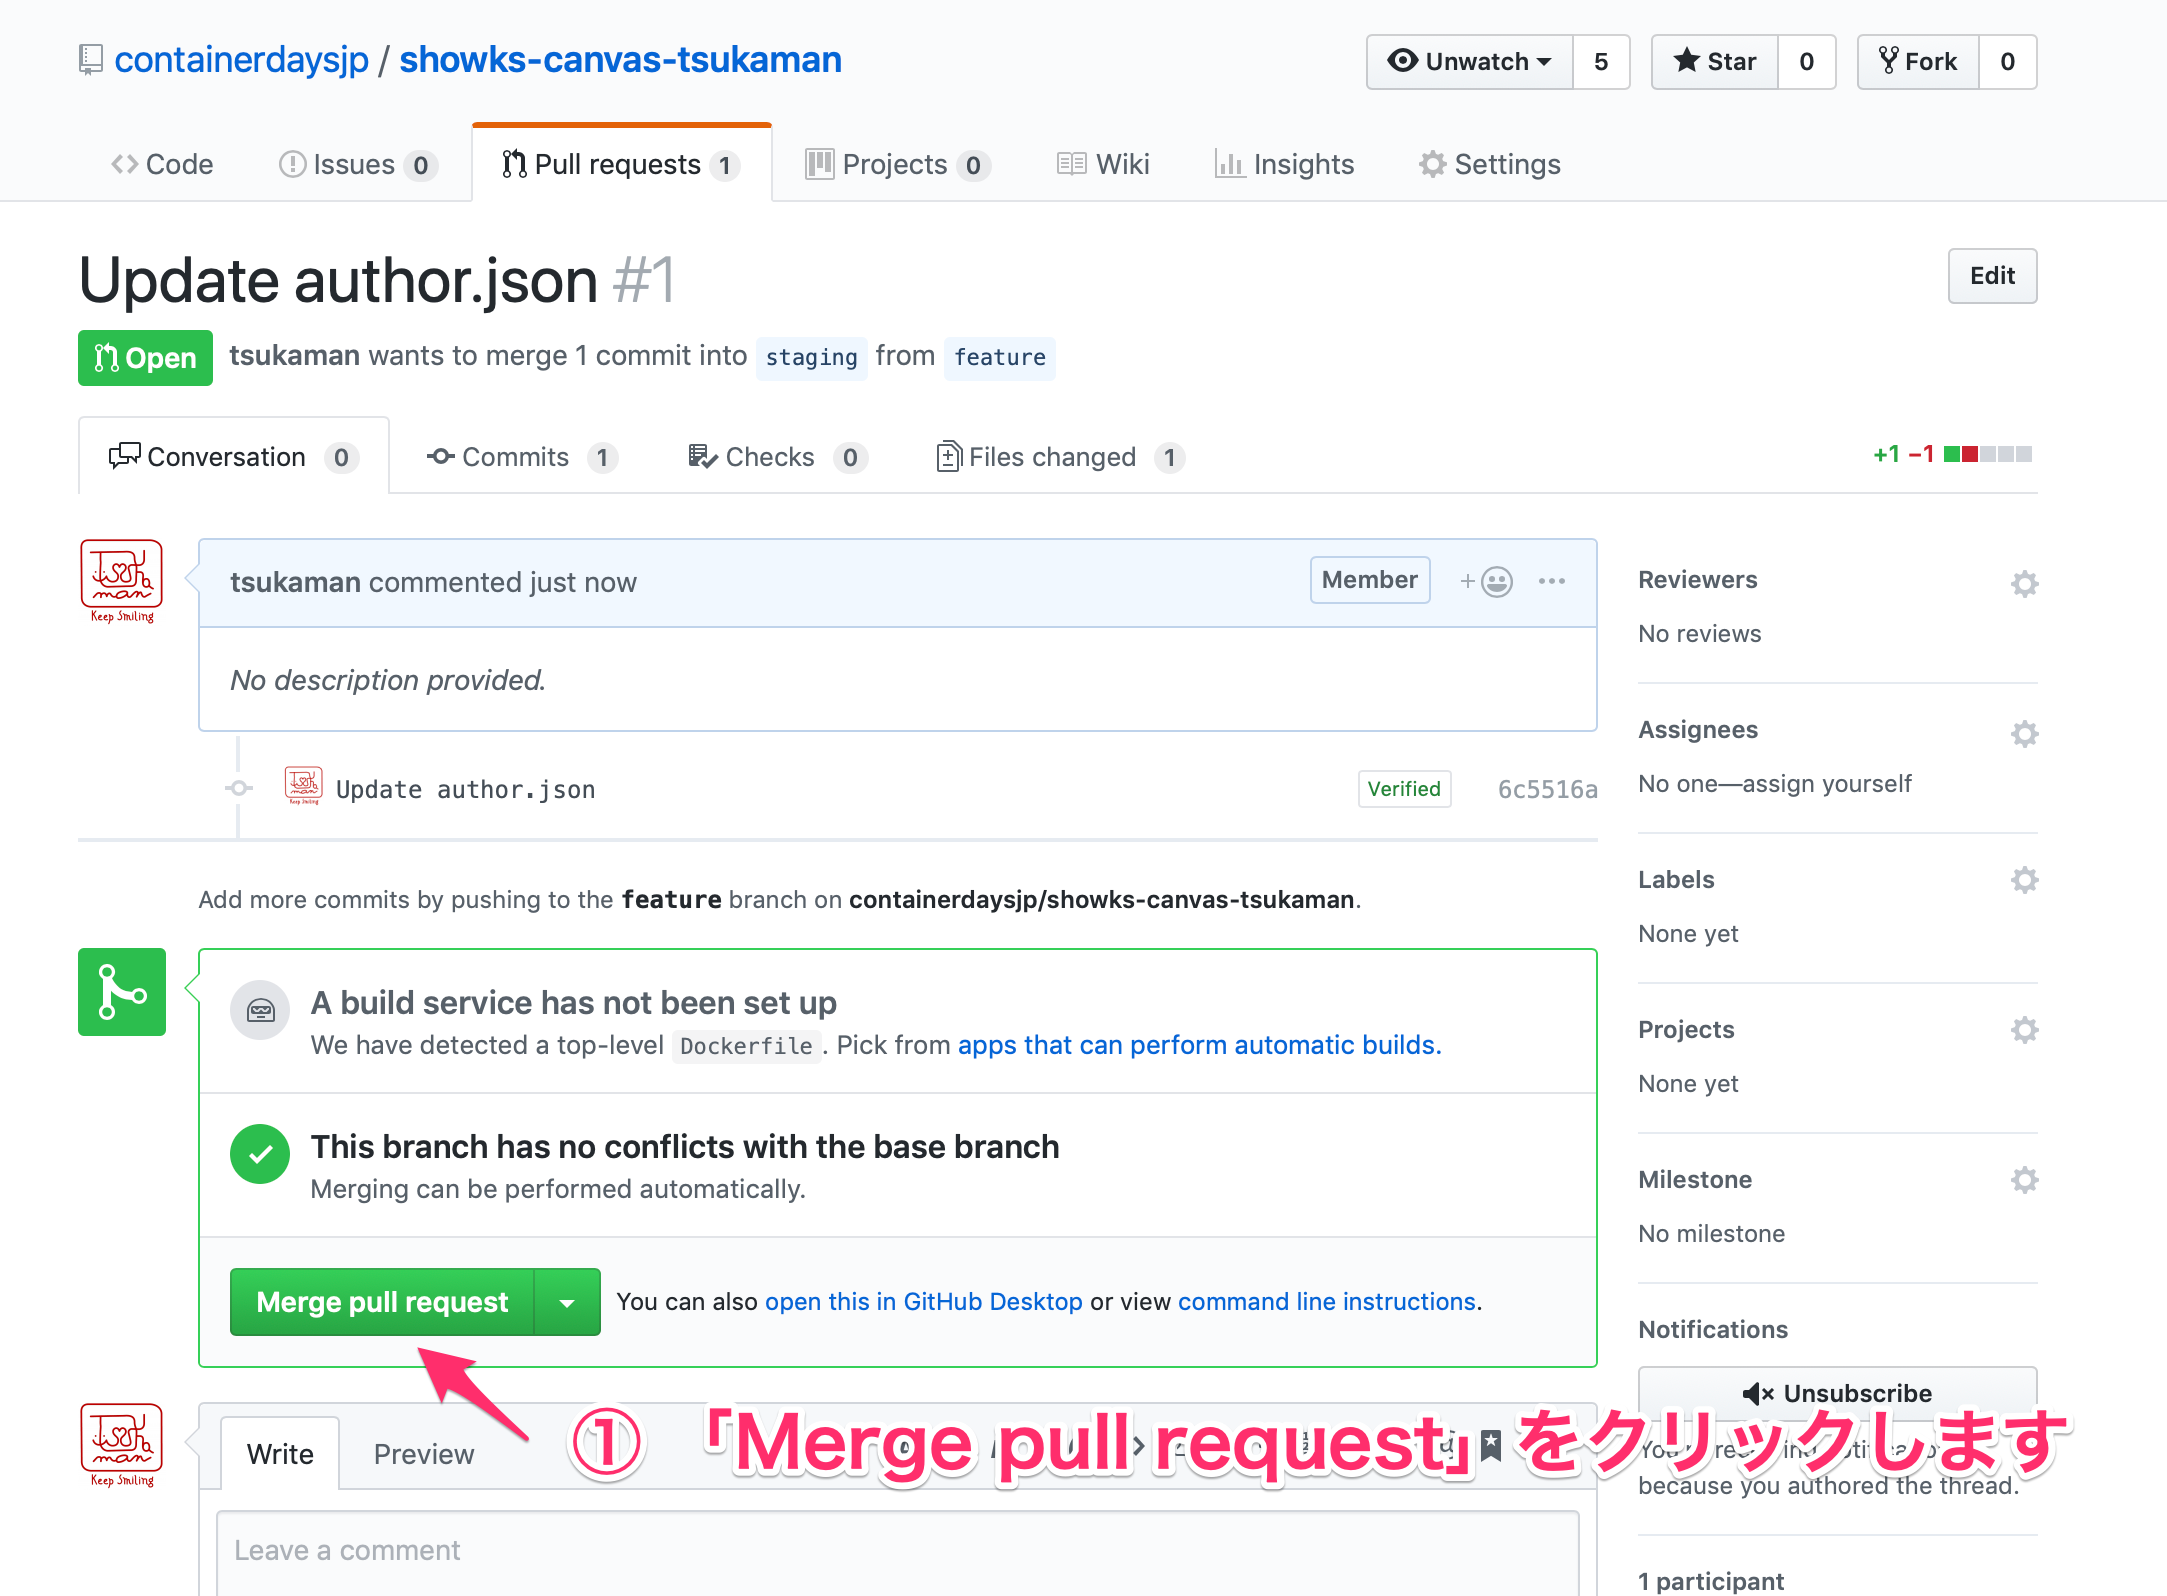 containerdaysjp / showks-canvas-tsukaman
Unwatch 5 Star 0 Fork 0
Code Issues 0 Pull requests 1 Projects 0 Wiki Insights Settings
Update author.json #1
Edit
Open tsukaman wants to merge 1 commit into staging from feature
Conversation 0 Commits 1 Checks 0 Files changed 1 +1 −1
tsukaman commented just now
Member
No description provided.
Update author.json
Verified 6c5516a
Add more commits by pushing to the feature branch on containerdaysjp/showks-canvas-tsukaman.
A build service has not been set up
We have detected a top-level Dockerfile. Pick from apps that can perform automatic builds.
This branch has no conflicts with the base branch
Merging can be performed automatically.
Merge pull request
You can also open this in GitHub Desktop or view command line instructions.
Reviewers
No reviews
Assignees
No one—assign yourself
Labels
None yet
Projects
None yet
Milestone
No milestone
Notifications
Unsubscribe
because you authored the thread.
1 participant
man
Keep Smiling
① 「Merge pull request」をクリックします
Write Preview
Leave a comment
man
Keep Smiling